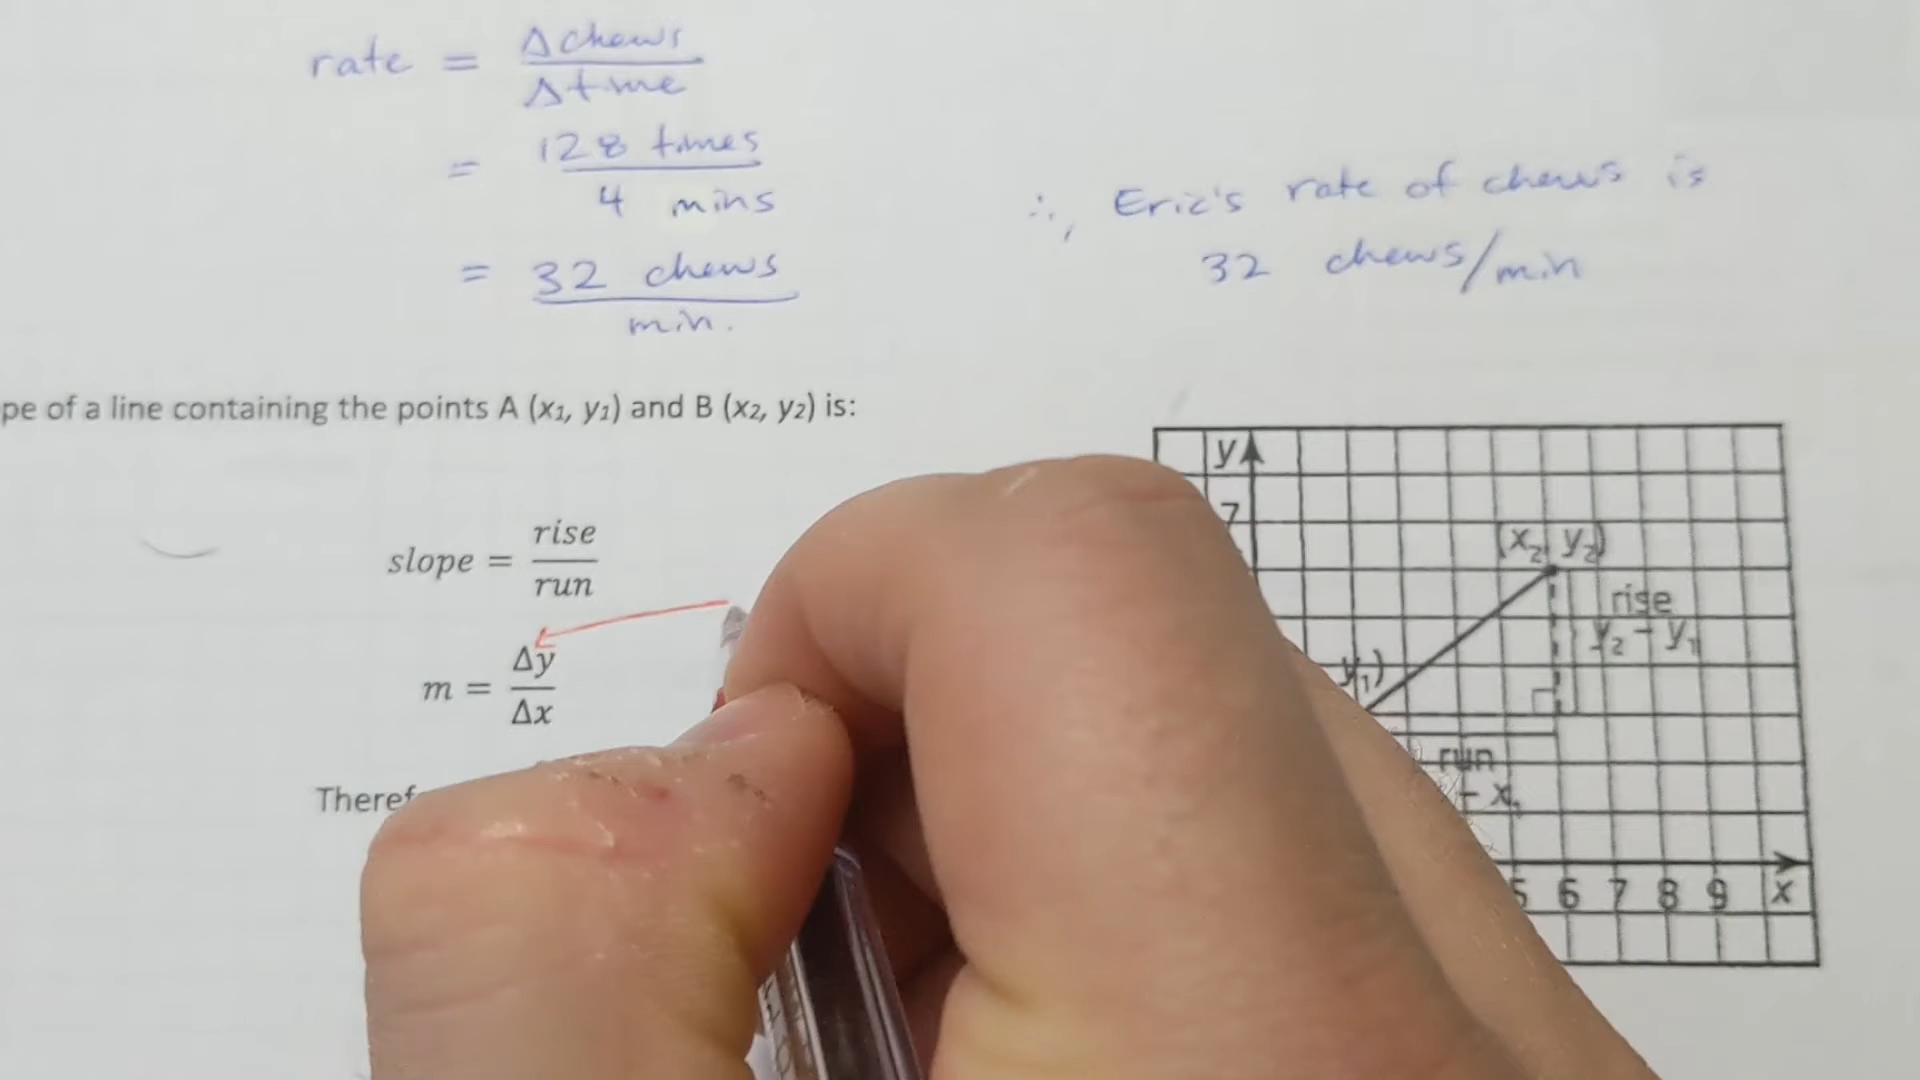 rate = Δchews
Δtime
= 128 times
4 mins
= 32 chews
min.
∴, Eric's rate of chews is
32 chews/min
pe of a line containing the points A (x₁, y₁) and B (x₂, y₂) is:
slope = rise
run
m = Δy
Δx
Theref
y
7
(x₂ y₂)
rise
y₂ - y₁
y₁)
run
- x₁
5 6 7 8 9 x